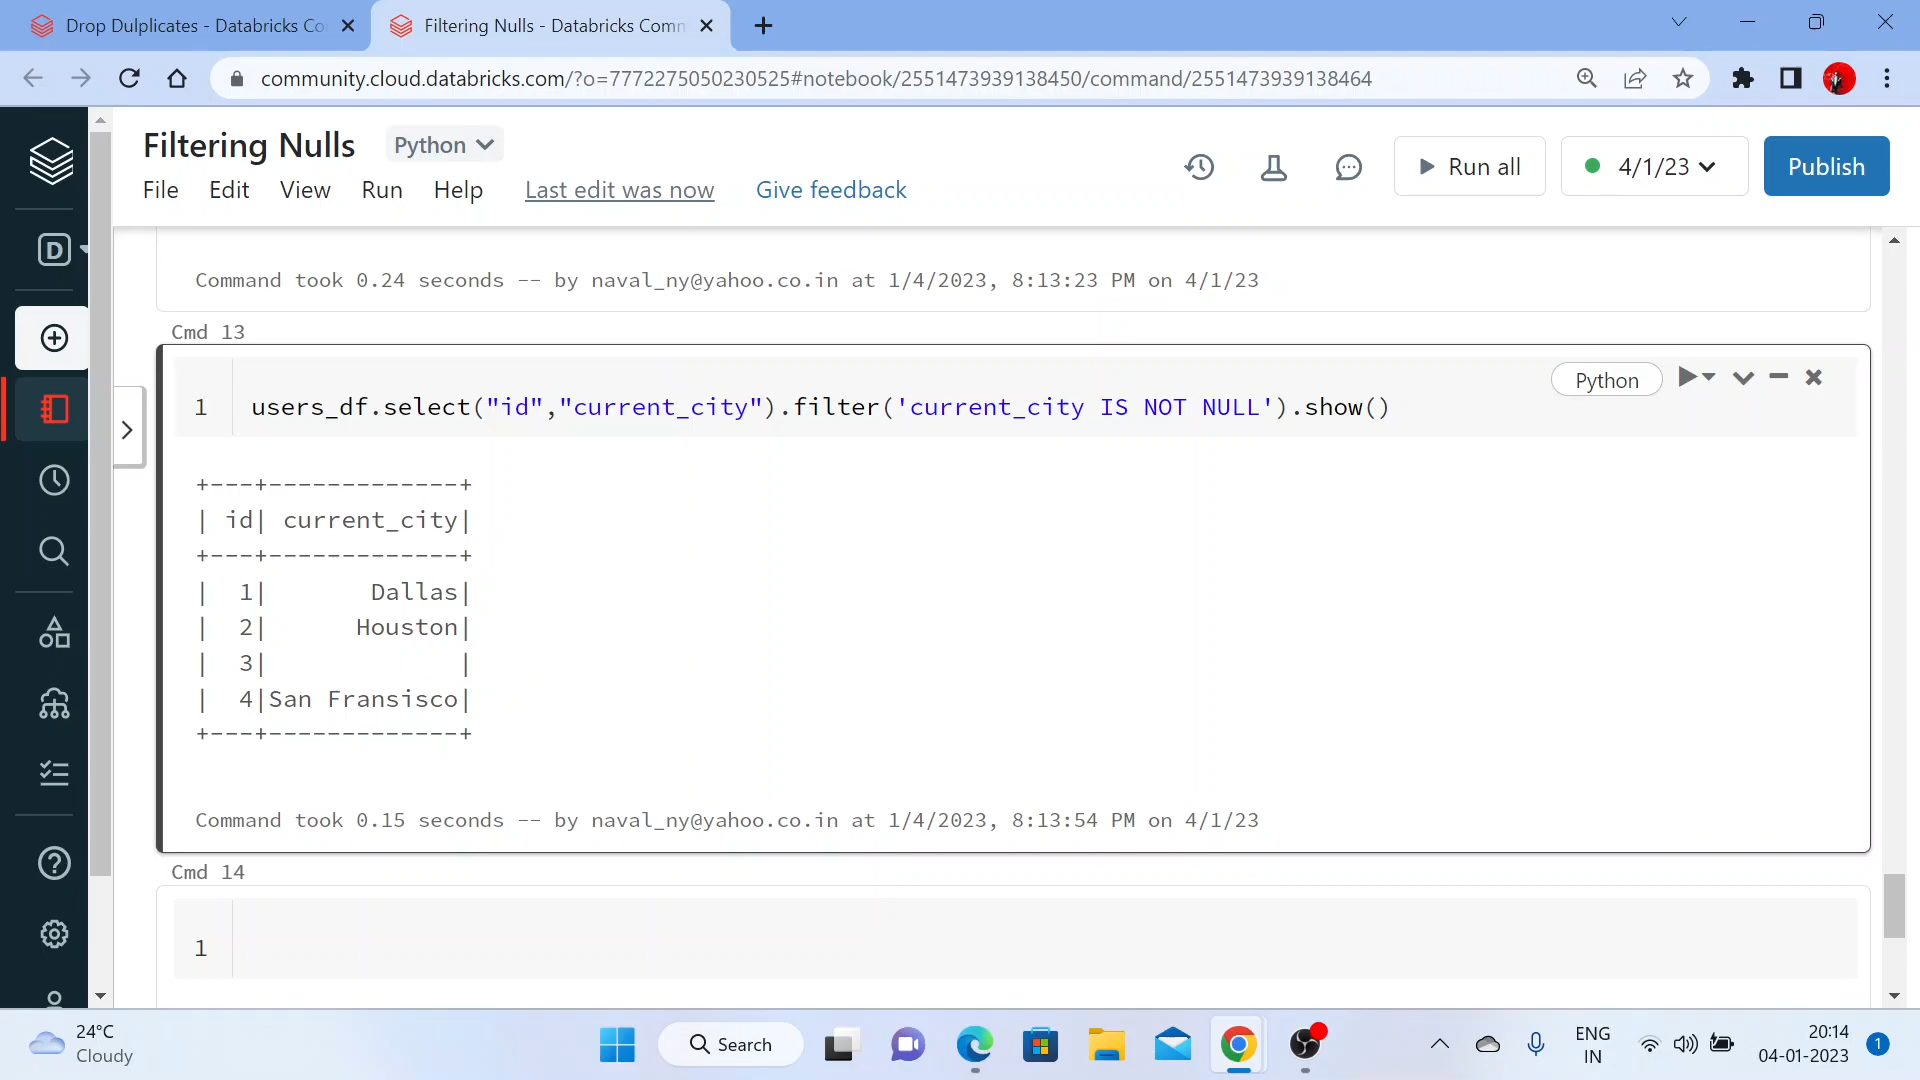 Drop Dulplicates - Databricks Co
Filtering Nulls - Databricks Comm
community.cloud.databricks.com/?o=7772275050230525#notebook/2551473939138450/command/2551473939138464
Filtering Nulls Python
File Edit View Run Help Last edit was now Give feedback
Run all 4/1/23 Publish
D
Command took 0.24 seconds -- by naval_ny@yahoo.co.in at 1/4/2023, 8:13:23 PM on 4/1/23
Cmd 13
Python
1 users_df.select("id","current_city").filter('current_city IS NOT NULL').show()
+---+-------------+
| id| current_city|
+---+-------------+
|  1|       Dallas|
|  2|      Houston|
|  3|             |
|  4|San Fransisco|
+---+-------------+
Command took 0.15 seconds -- by naval_ny@yahoo.co.in at 1/4/2023, 8:13:54 PM on 4/1/23
Cmd 14
1
24°C
Cloudy
Search
ENG
IN
20:14
04-01-2023
1